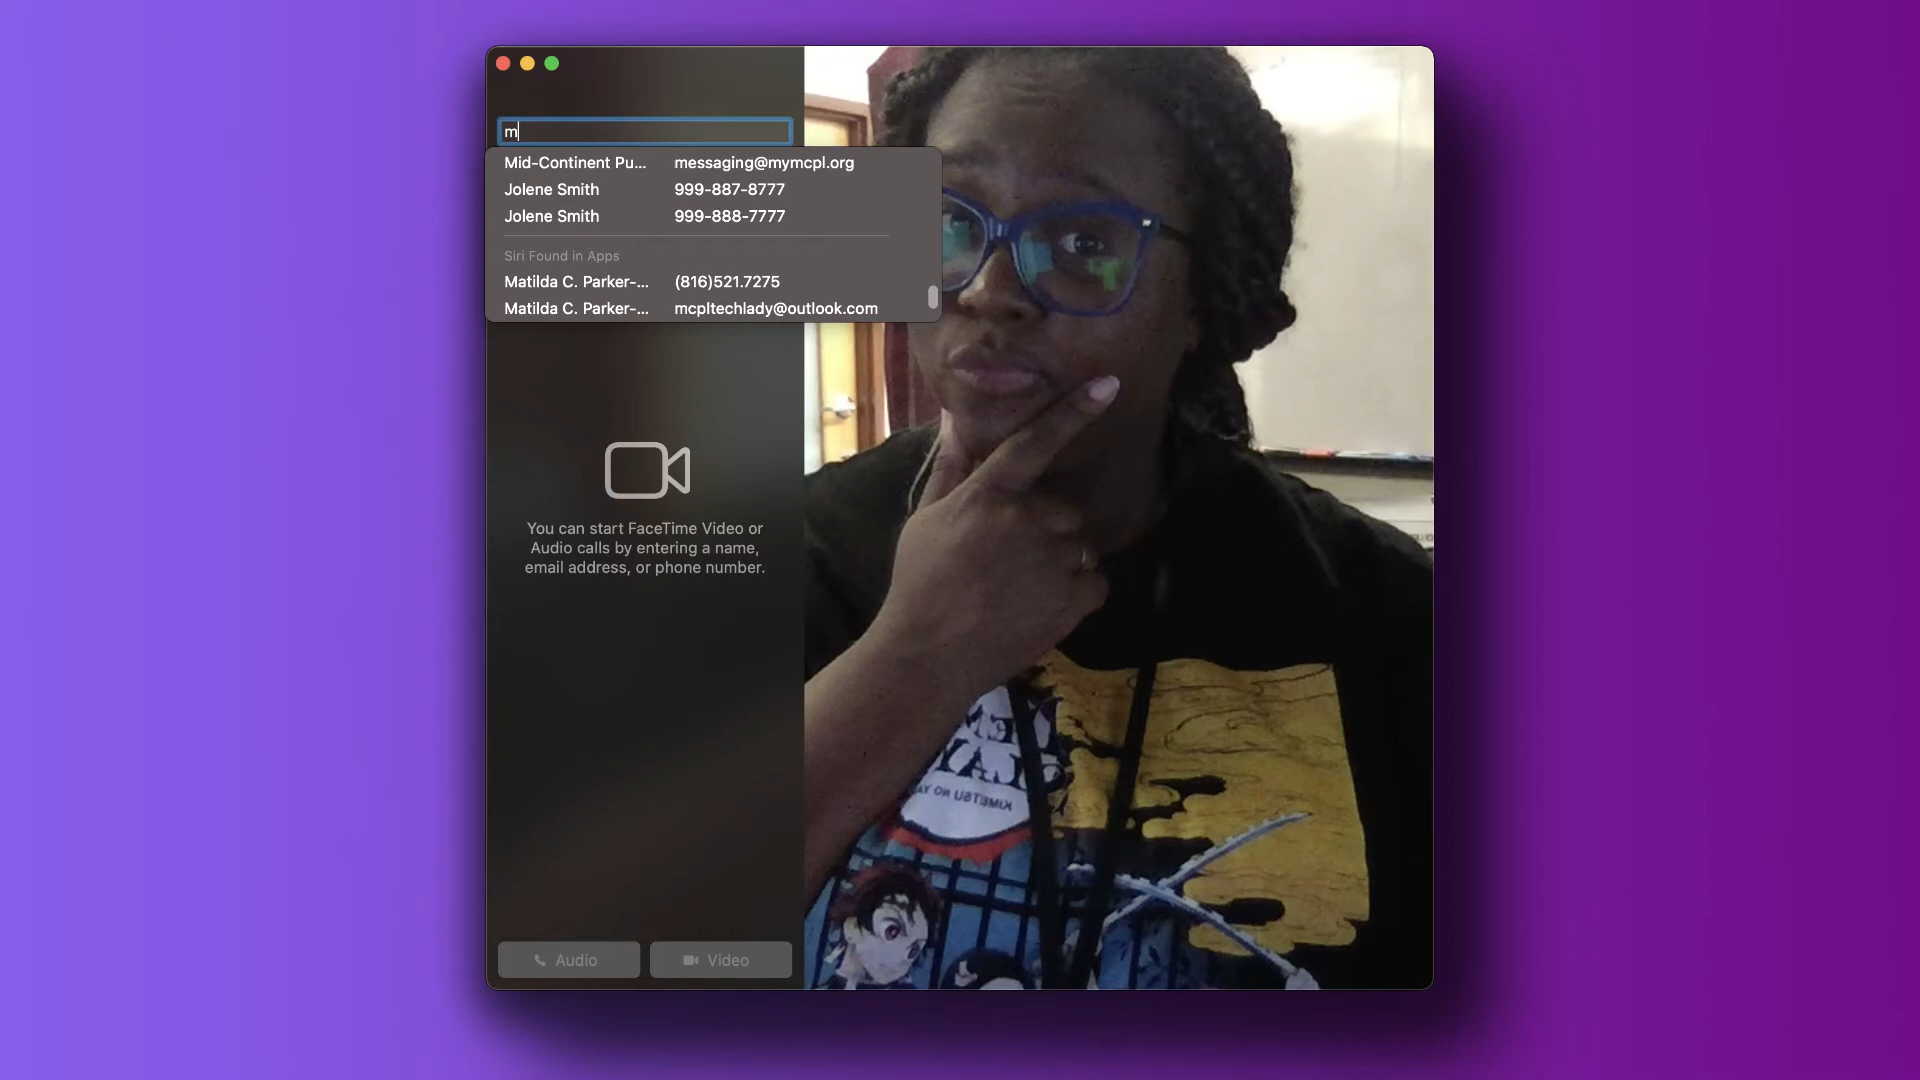 m
Mid-Continent Pu... messaging@mymcpl.org
Jolene Smith 999-887-8777
Jolene Smith 999-888-7777
Siri Found in Apps
Matilda C. Parker-... (816)521.7275
Matilda C. Parker-... mcpltechlady@outlook.com
You can start FaceTime Video or
Audio calls by entering a name,
email address, or phone number.
KIMETSU NO
Audio Video